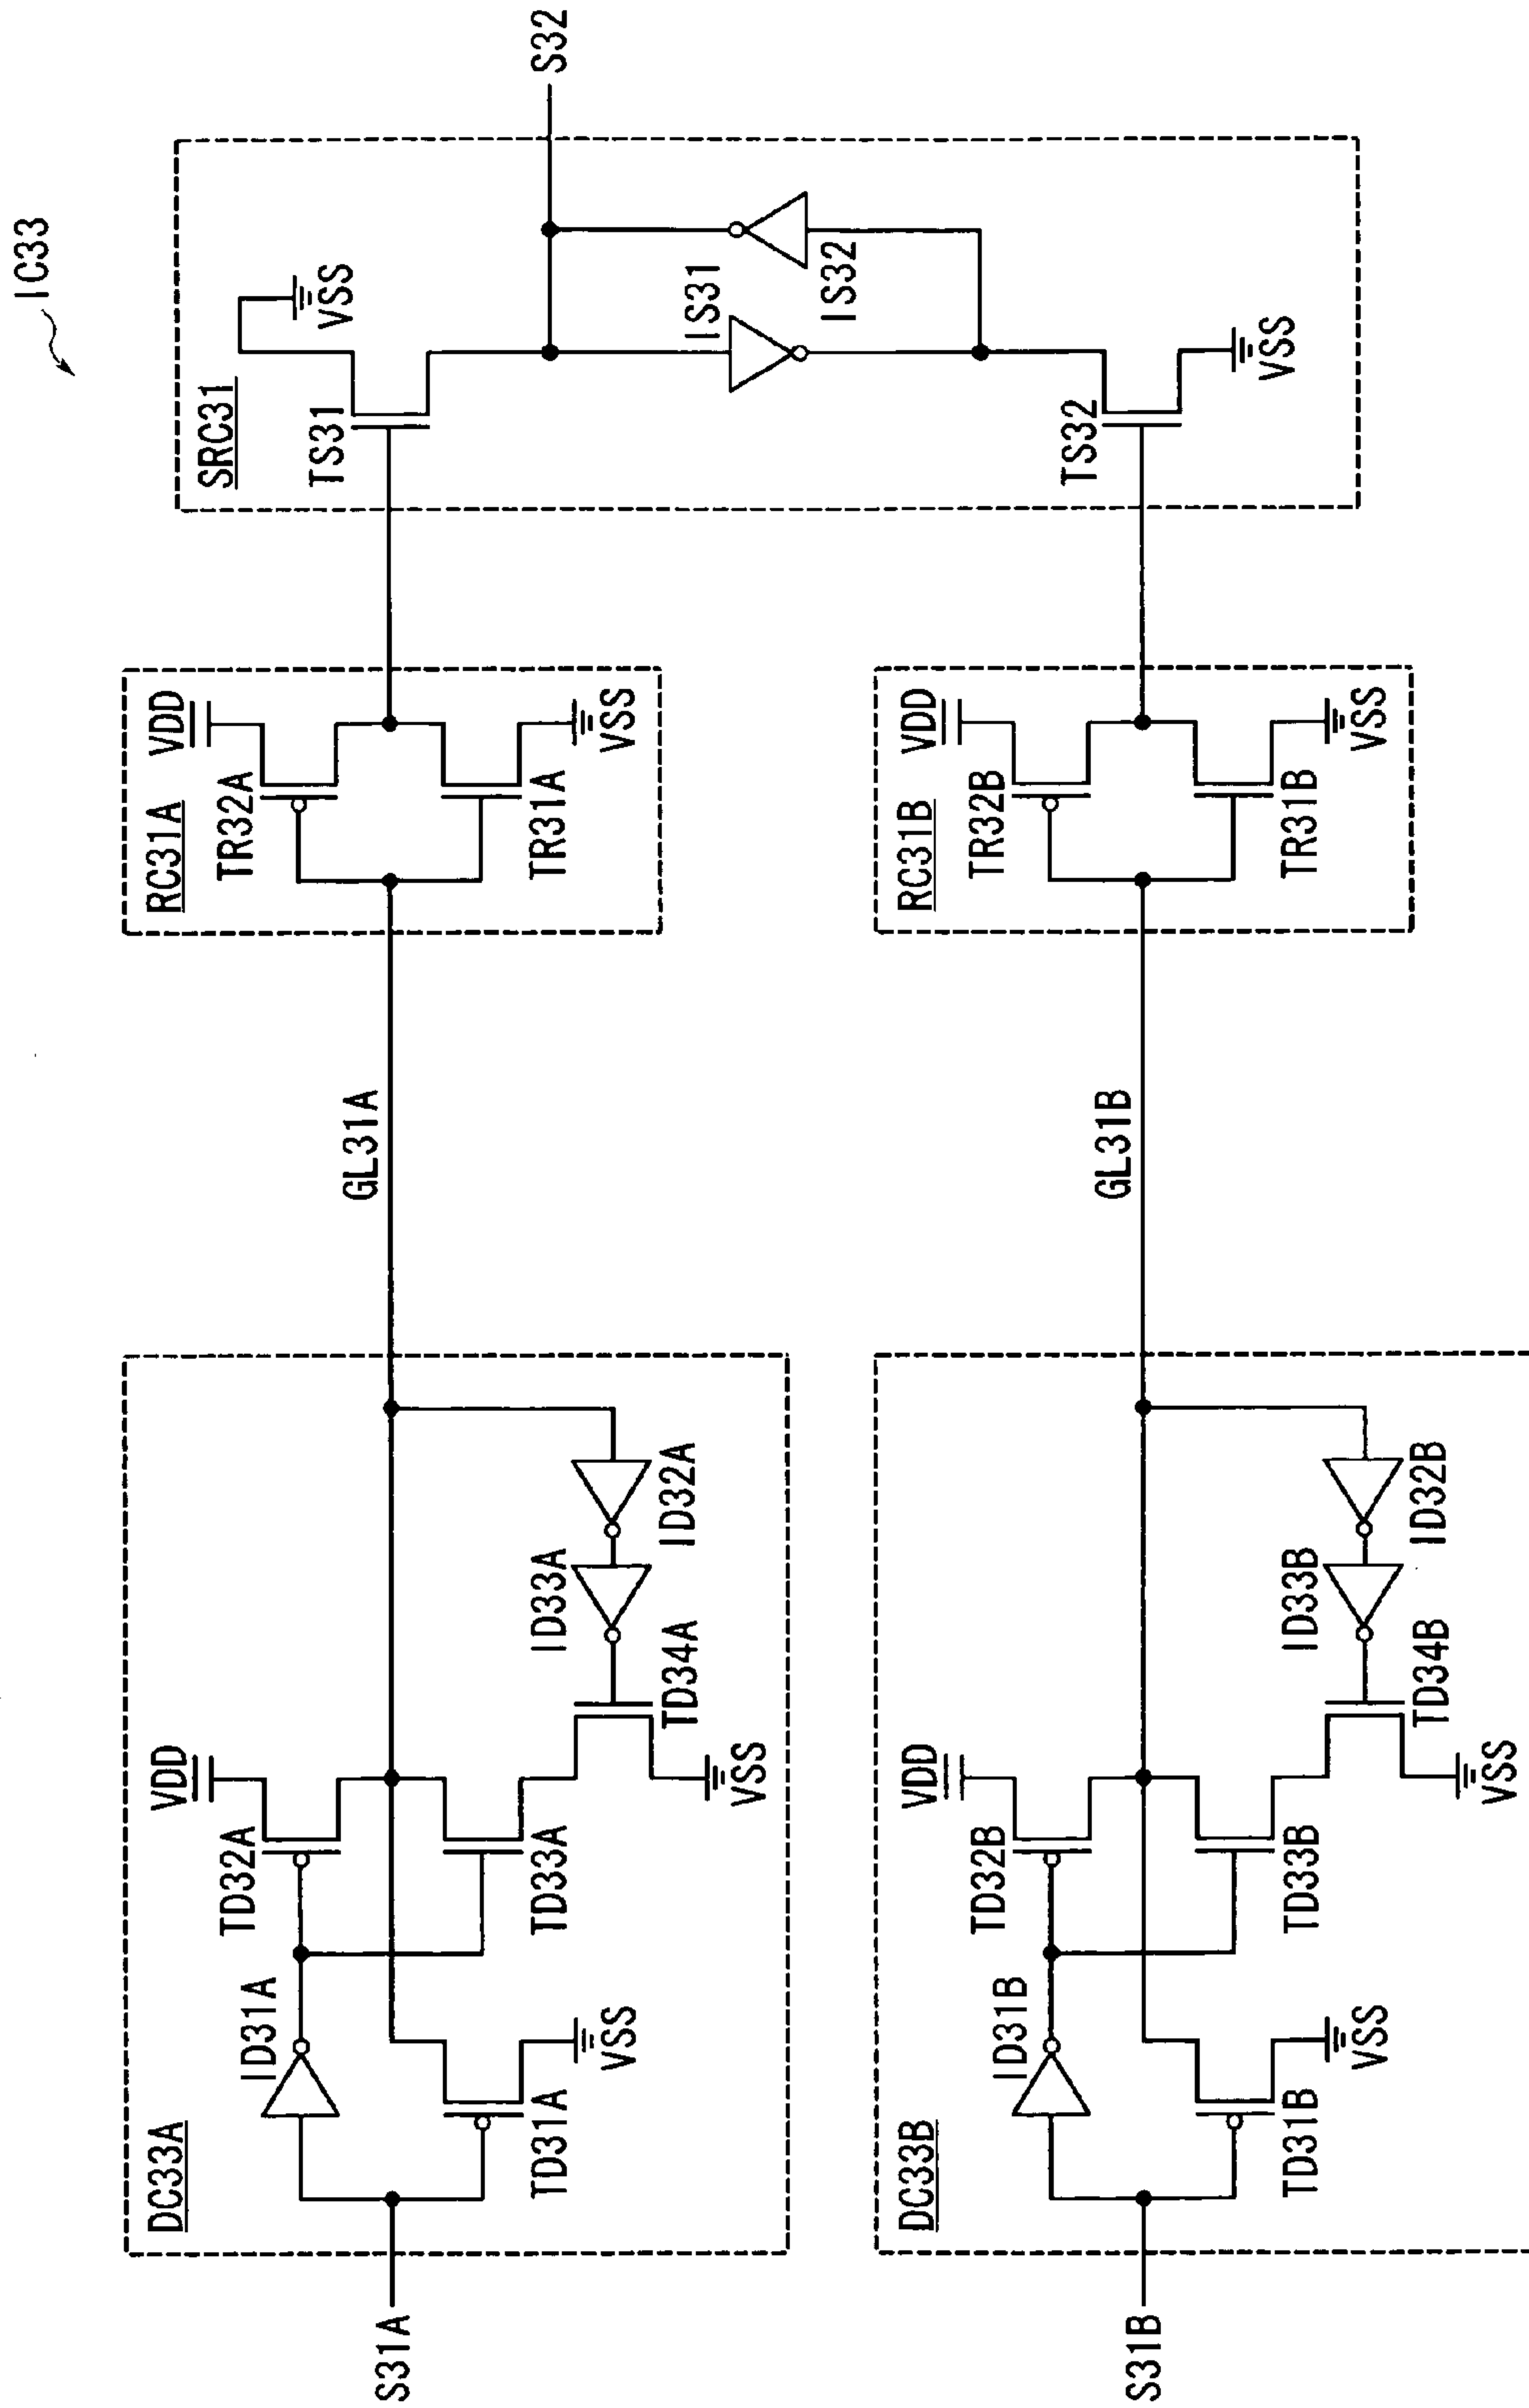 IC33
DC33A
S31A
ID31A
TD31A
VSS
VDD
TD32A
TD33A
TD34A
VSS
ID33A
ID32A
GL31A
RC31A
VDD
TR32A
TR31A
VSS
SRC31
TS31
VSS
IS31
IS32
S32
TS32
VSS
DC33B
S31B
ID31B
TD31B
VSS
VDD
TD32B
TD33B
TD34B
VSS
ID33B
ID32B
GL31B
RC31B
VDD
TR32B
TR31B
VSS